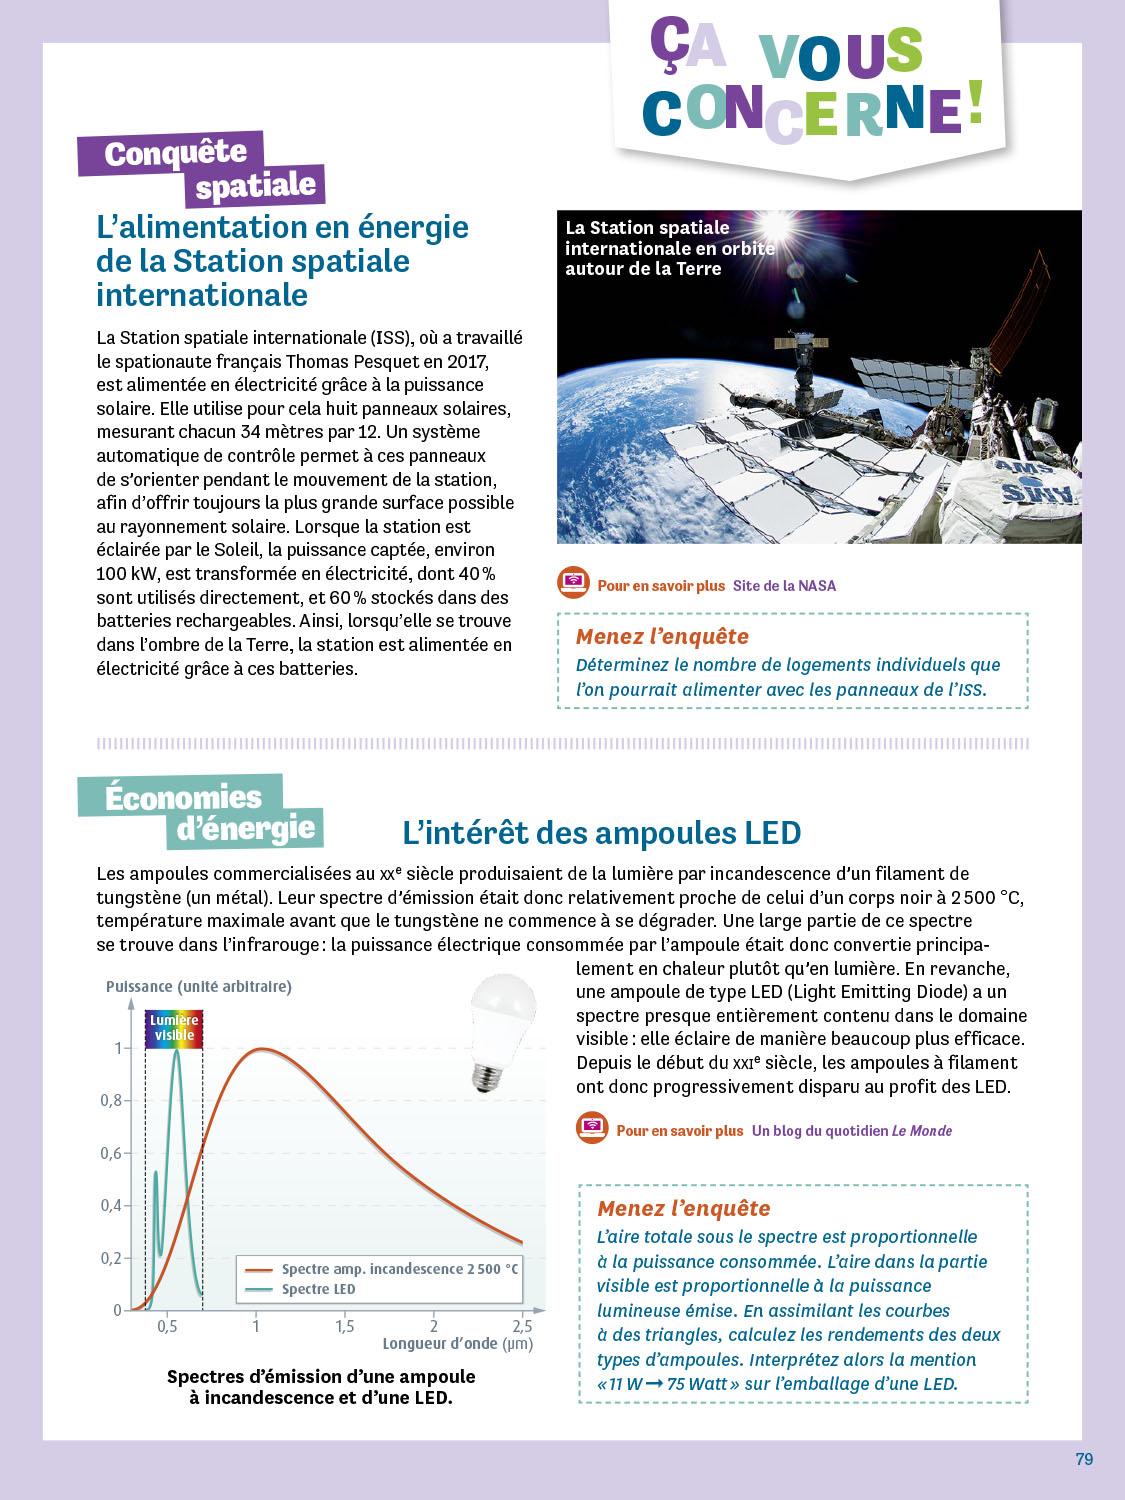 ÇA VOUS
CONCERNE!
Conquête
spatiale
L'alimentation en énergie
de la Station spatiale
internationale
La Station spatiale internationale (ISS), où a travaillé
le spationaute français Thomas Pesquet en 2017,
est alimentée en électricité grâce à la puissance
solaire. Elle utilise pour cela huit panneaux solaires,
mesurant chacun 34 mètres par 12. Un système
automatique de contrôle permet à ces panneaux
de s'orienter pendant le mouvement de la station,
afin d'offrir toujours la plus grande surface possible
au rayonnement solaire. Lorsque la station est
éclairée par le Soleil, la puissance captée, environ
100 kW, est transformée en électricité, dont 40 %
sont utilisés directement, et 60 % stockés dans des
batteries rechargeables. Ainsi, lorsqu'elle se trouve
dans l'ombre de la Terre, la station est alimentée en
électricité grâce à ces batteries.
La Station spatiale
internationale en orbite
autour de la Terre
AMS
AMS
Pour en savoir plus Site de la NASA
Menez l'enquête
Déterminez le nombre de logements individuels que
l'on pourrait alimenter avec les panneaux de l'ISS.
Économies
d'énergie
L'intérêt des ampoules LED
Les ampoules commercialisées au XXe siècle produisaient de la lumière par incandescence d'un filament de
tungstène (un métal). Leur spectre d'émission était donc relativement proche de celui d'un corps noir à 2 500 °C,
température maximale avant que le tungstène ne commence à se dégrader. Une large partie de ce spectre
se trouve dans l'infrarouge : la puissance électrique consommée par l'ampoule était donc convertie principa-
lement en chaleur plutôt qu'en lumière. En revanche,
une ampoule de type LED (Light Emitting Diode) a un
spectre presque entièrement contenu dans le domaine
visible : elle éclaire de manière beaucoup plus efficace.
Depuis le début du XXIe siècle, les ampoules à filament
ont donc progressivement disparu au profit des LED.
Puissance (unité arbitraire)
Lumière
visible
1
0,8
0,6
0,4
0,2
0
Spectre amp. incandescence 2 500 °C
Spectre LED
0,5 1 1,5 2 2,5
Longueur d'onde (µm)
Spectres d'émission d'une ampoule
à incandescence et d'une LED.
Pour en savoir plus Un blog du quotidien Le Monde
Menez l'enquête
L'aire totale sous le spectre est proportionnelle
à la puissance consommée. L'aire dans la partie
visible est proportionnelle à la puissance
lumineuse émise. En assimilant les courbes
à des triangles, calculez les rendements des deux
types d'ampoules. Interprétez alors la mention
« 11 W → 75 Watt » sur l'emballage d'une LED.
79